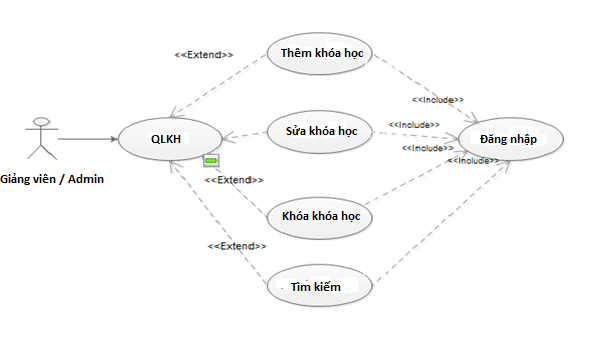 Thêm khóa học
<<Extend>>
<<Include>>
Sửa khóa học
<<Include>>
QLKH
Đăng nhập
<<Include>>
<<Include>>
Giảng viên / Admin
<<Extend>>
Khóa khóa học
<<Extend>>
Tìm kiếm